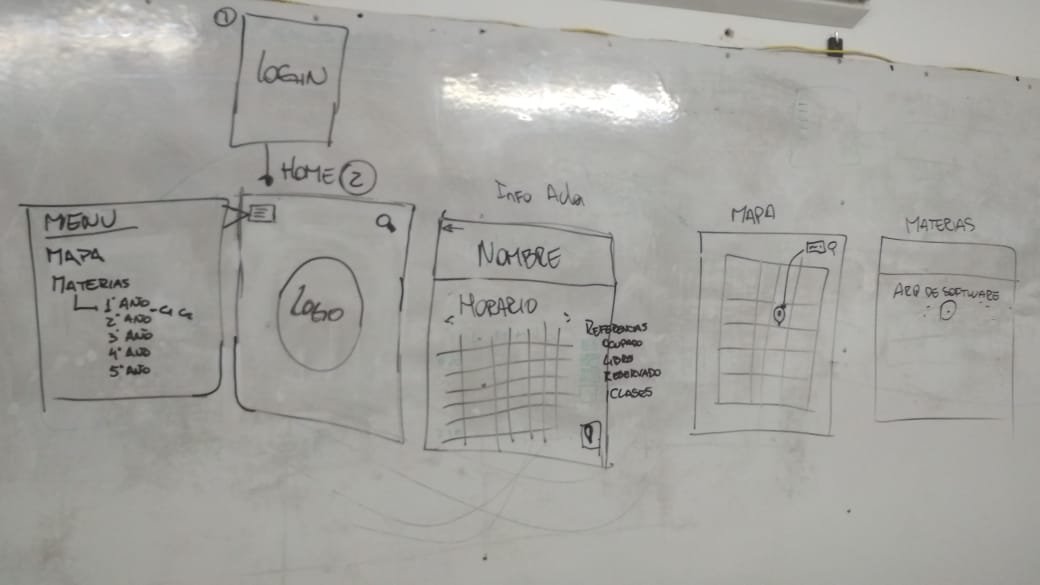 1
LOGIN
HOME 2
MENU
MAPA
MATERIAS
1° AÑO
2° AÑO
3° AÑO
4° AÑO
5° AÑO
LOGO
Info Aula
NOMBRE
HORARIO
< >
REFERENCIAS
OCUPADO
LIBRE
RESERVADO
CLASES
MAPA
MATERIAS
ARQ DE SOFTWARE